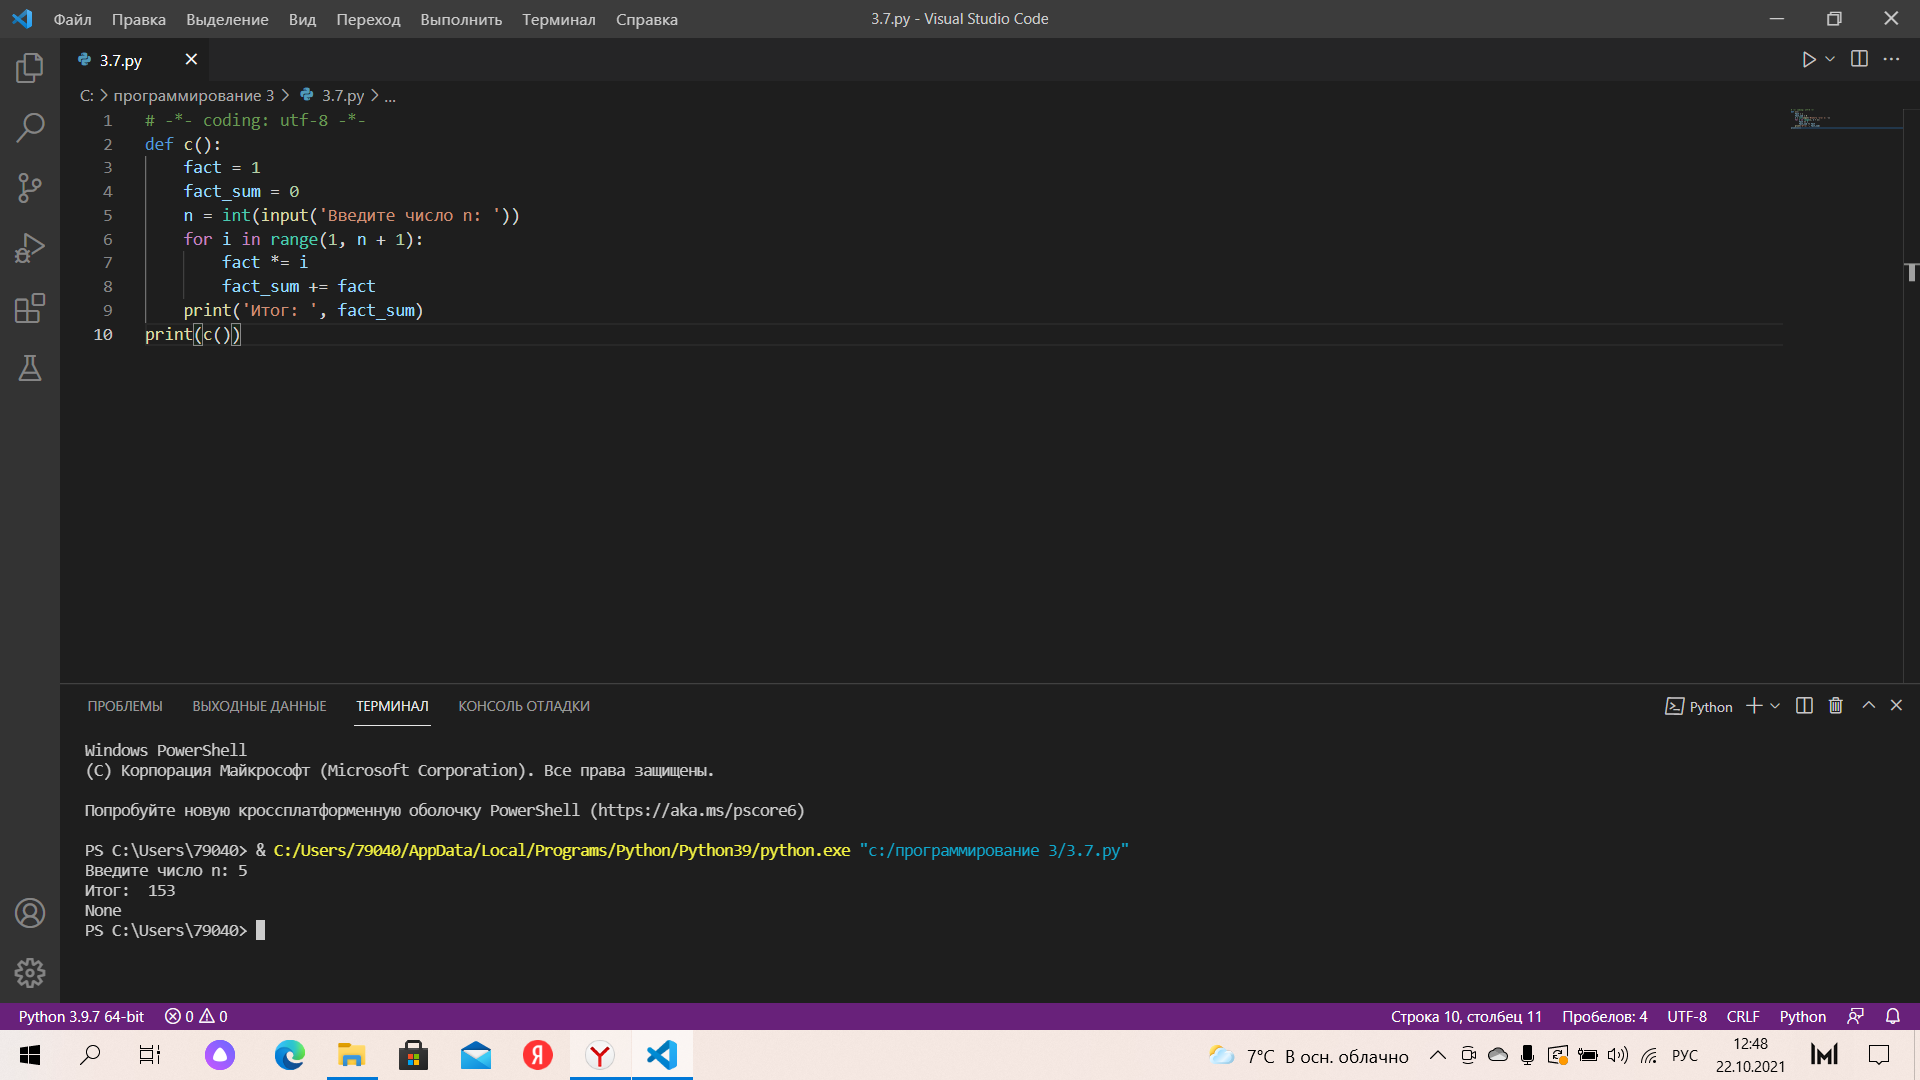 Файл Правка Выделение Вид Переход Выполнить Терминал Справка 3.7.py - Visual Studio Code
3.7.py
C: > программирование 3 > 3.7.py > ...
1 # -*- coding: utf-8 -*-
2 def c():
3 fact = 1
4 fact_sum = 0
5 n = int(input('Введите число n: '))
6 for i in range(1, n + 1):
7 fact *= i
8 fact_sum += fact
9 print('Итог: ', fact_sum)
10 print(c())
ПРОБЛЕМЫ ВЫХОДНЫЕ ДАННЫЕ ТЕРМИНАЛ КОНСОЛЬ ОТЛАДКИ Python
Windows PowerShell
(C) Корпорация Майкрософт (Microsoft Corporation). Все права защищены.
Попробуйте новую кроссплатформенную оболочку PowerShell (https://aka.ms/pscore6)
PS C:\Users\79040> & C:/Users/79040/AppData/Local/Programs/Python/Python39/python.exe "c:/программирование 3/3.7.py"
Введите число n: 5
Итог:  153
None
PS C:\Users\79040>
Python 3.9.7 64-bit 0 0 Строка 10, столбец 11 Пробелов: 4 UTF-8 CRLF Python
7°C В осн. облачно РУС 12:48
22.10.2021